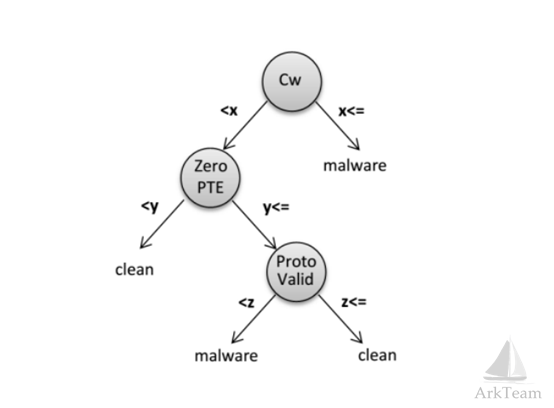 Cw
<x
x<=
malware
Zero
PTE
<y
y<=
clean
Proto
Valid
<z
z<=
malware
clean
ArkTeam